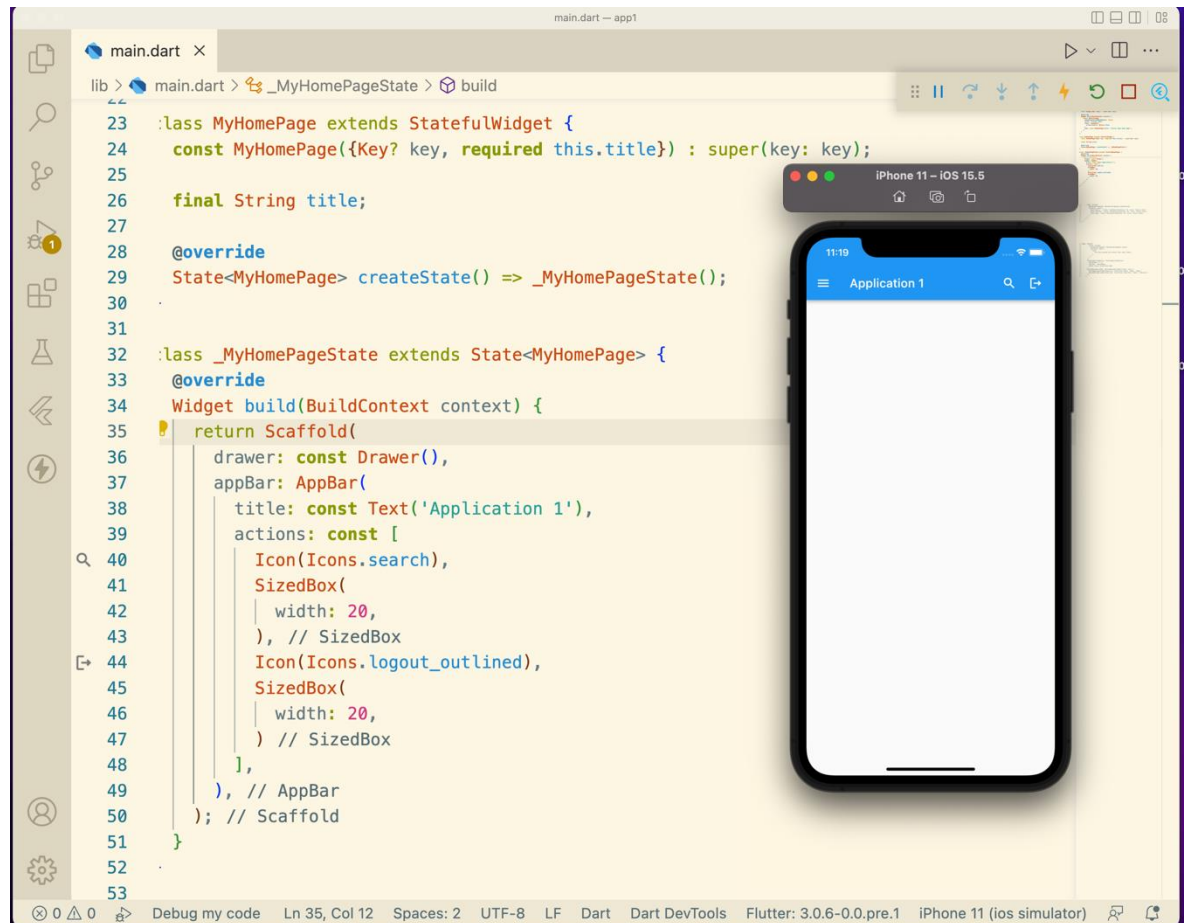 main.dart — app1
main.dart
lib > main.dart > _MyHomePageState > build
22
23 :lass MyHomePage extends StatefulWidget {
24 const MyHomePage({Key? key, required this.title}) : super(key: key);
25
26 final String title;
27
28 @override
29 State<MyHomePage> createState() => _MyHomePageState();
30
31
32 :lass _MyHomePageState extends State<MyHomePage> {
33 @override
34 Widget build(BuildContext context) {
35 return Scaffold(
36 drawer: const Drawer(),
37 appBar: AppBar(
38 title: const Text('Application 1'),
39 actions: const [
40 Icon(Icons.search),
41 SizedBox(
42 width: 20,
43 ), // SizedBox
44 Icon(Icons.logout_outlined),
45 SizedBox(
46 width: 20,
47 ) // SizedBox
48 ],
49 ), // AppBar
50 ); // Scaffold
51 }
52
53
1
iPhone 11 – iOS 15.5
11:19
Application 1
0 0 Debug my code Ln 35, Col 12 Spaces: 2 UTF-8 LF Dart Dart DevTools Flutter: 3.0.6-0.0.pre.1 iPhone 11 (ios simulator)